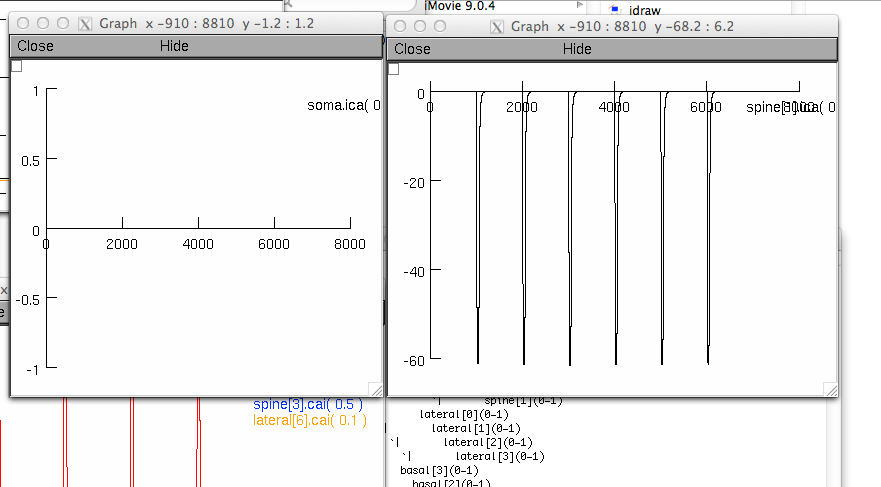 iMovie 9.0.4
idraw
Graph x -910 : 8810 y -1.2 : 1.2
Close Hide
1
soma.ica( 0
0.5
0
0 2000 4000 6000 8000
-0.5
-1
Graph x -910 : 8810 y -68.2 : 6.2
Close Hide
0
0 2000 4000 6000
-20
-40
-60
spine[3].cai( 0.5 )
lateral[6].cai( 0.1 )
`| spine[1](0-1)
lateral[0](0-1)
lateral[1](0-1)
`| lateral[2](0-1)
`| lateral[3](0-1)
basal[3](0-1)
basal[2](0-1)